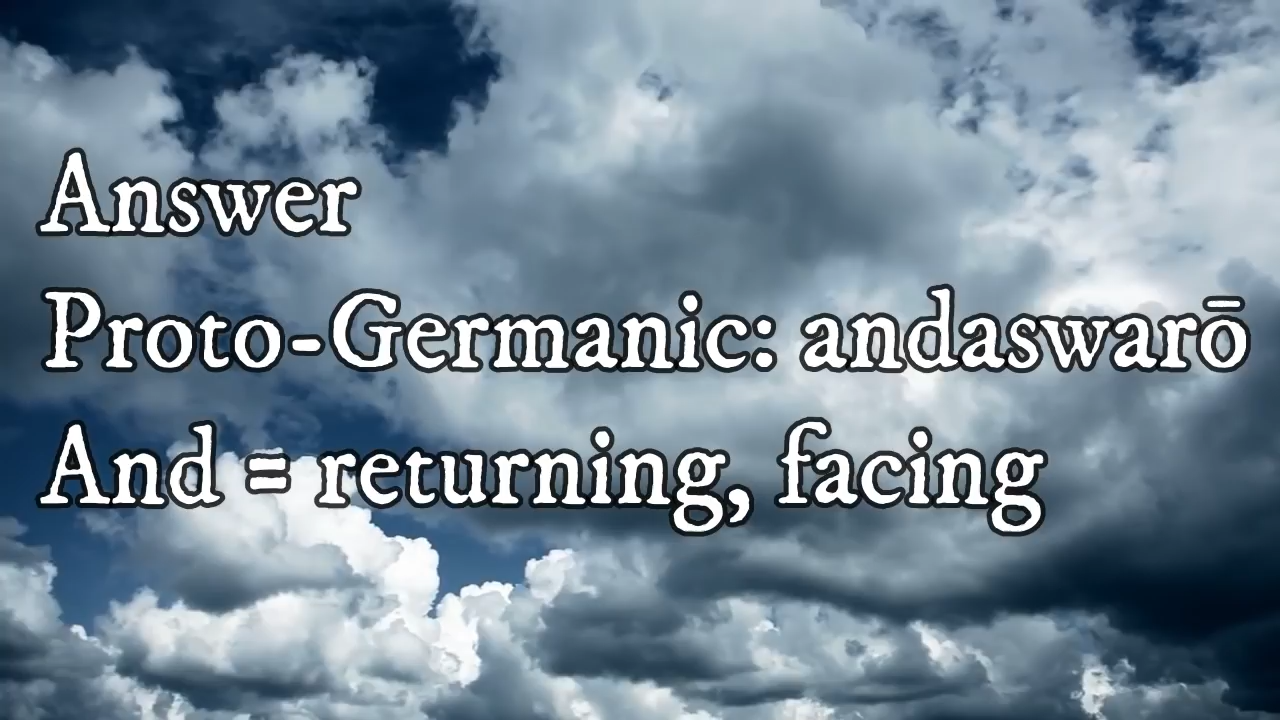 Answer
Proto-Germanic: andaswarō
And = returning, facing